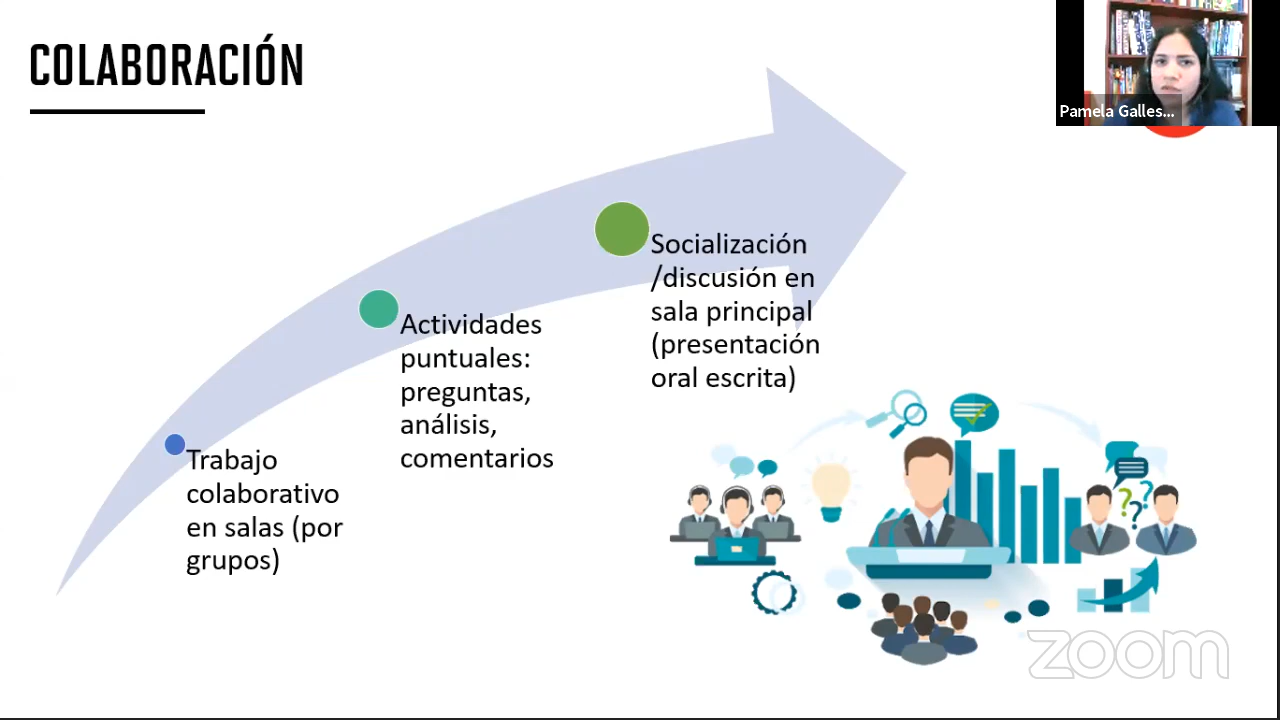 COLABORACIÓN
Pamela Galles...
Socialización
/discusión en
sala principal
(presentación
oral escrita)
Actividades
puntuales:
preguntas,
análisis,
comentarios
Trabajo
colaborativo
en salas (por
grupos)
zoom